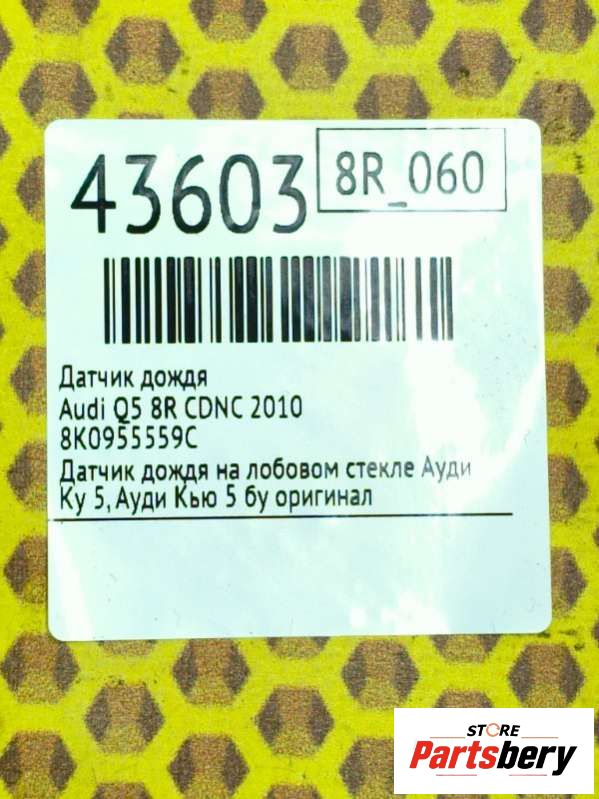 43603
8R_060
Датчик дождя
Audi Q5 8R CDNC 2010
8K0955559C
Датчик дождя на лобовом стекле Ауди
Ку 5, Ауди Кью 5 бу оригинал
STORE
Partsbery